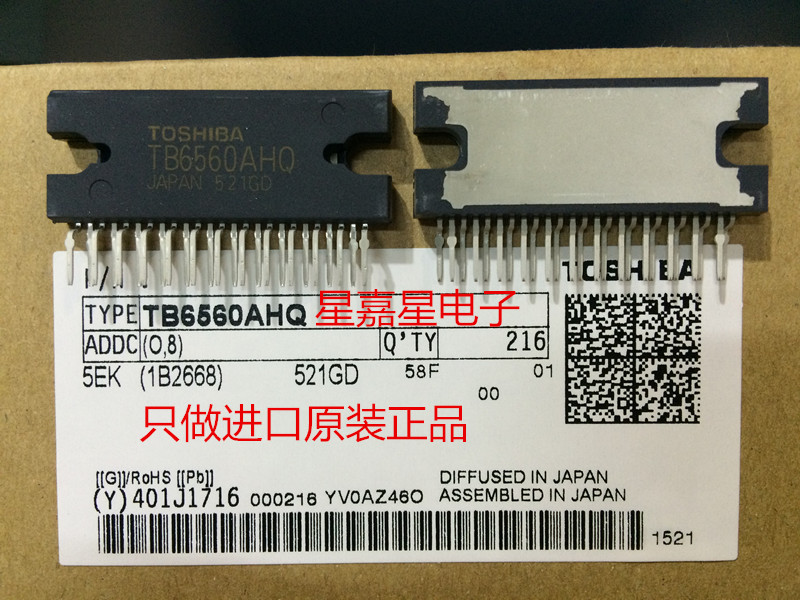 TOSHIBA
TB6560AHQ
JAPAN 521GD
TOSHIBA
TYPE TB6560AHQ 星嘉星电子
ADDC (O,8) Q'TY 216
5EK (1B2668) 521GD 58F 01
00
只做进口原装正品
[[G]]/RoHS [[Pb]] DIFFUSED IN JAPAN
(Y)401J1716 000216 YV0AZ460 ASSEMBLED IN JAPAN
1521